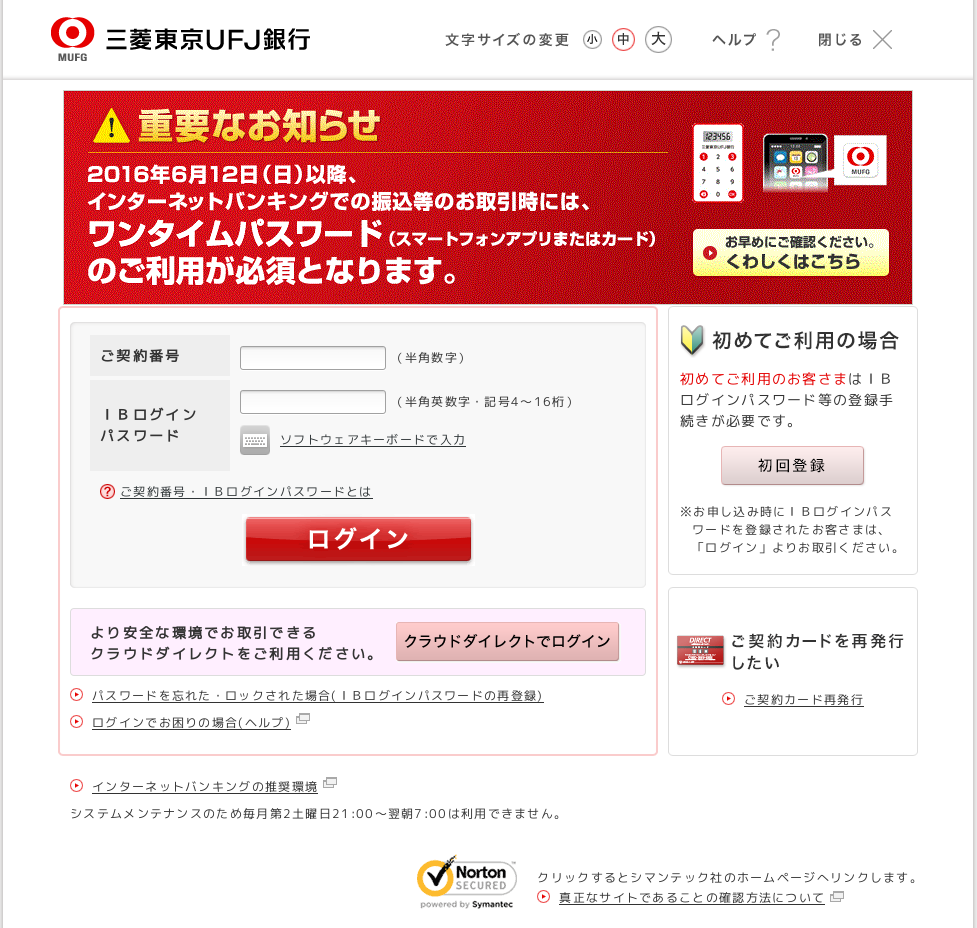 三菱東京UFJ銀行
MUFG
文字サイズの変更 小 中 大 ヘルプ ? 閉じる
重要なお知らせ
2016年6月12日(日)以降、
インターネットバンキングでの振込等のお取引時には、
ワンタイムパスワード(スマートフォンアプリまたはカード)
のご利用が必須となります。
123456
三菱東京UFJ銀行
1 2 3
4 5 6
7 8 9
0
MUFG
お早めにご確認ください。
くわしくはこちら
ご契約番号
(半角数字)
IBログイン
パスワード
(半角英数字・記号4～16桁)
ソフトウェアキーボードで入力
ご契約番号・IBログインパスワードとは
ログイン
より安全な環境でお取引できる
クラウドダイレクトをご利用ください。
クラウドダイレクトでログイン
パスワードを忘れた・ロックされた場合(IBログインパスワードの再登録)
ログインでお困りの場合(ヘルプ)
初めてご利用の場合
初めてご利用のお客さまはIB
ログインパスワード等の登録手
続きが必要です。
初回登録
※お申し込み時にIBログインパス
ワードを登録されたお客さまは、
「ログイン」よりお取引ください。
DIRECT
ご契約カードを再発行
したい
ご契約カード再発行
インターネットバンキングの推奨環境
システムメンテナンスのため毎月第2土曜日21:00～翌朝7:00は利用できません。
Norton
SECURED
powered by Symantec
クリックするとシマンテック社のホームページへリンクします。
真正なサイトであることの確認方法について